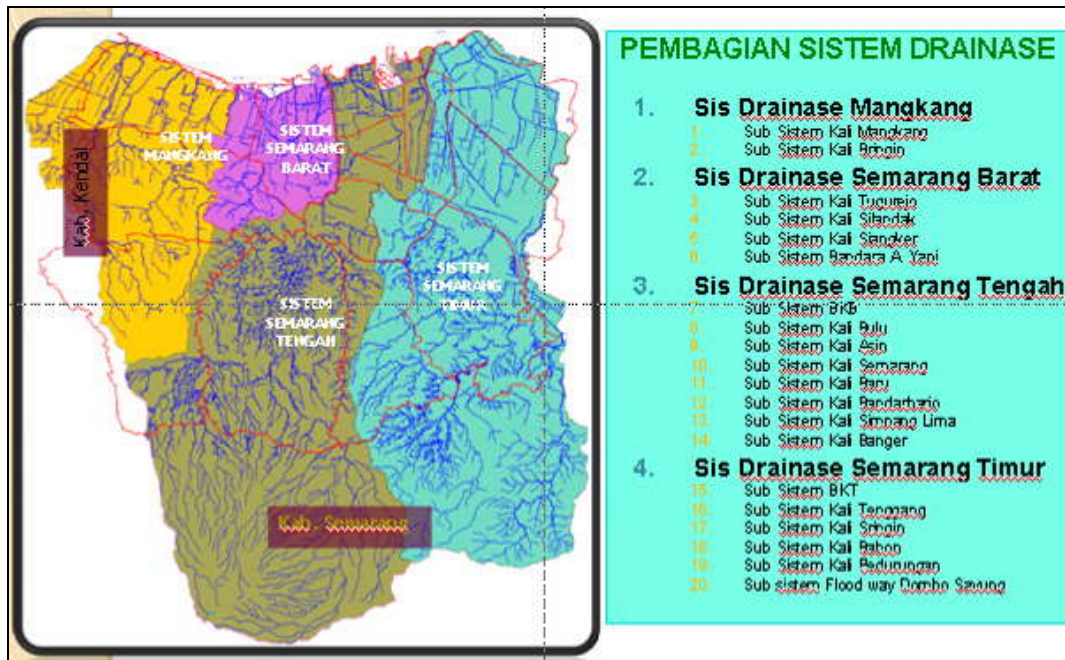 Kab. Kendal
SISTEM
MANGKANG
SISTEM
SEMARANG
BARAT
SISTEM
SEMARANG
TIMUR
SISTEM
SEMARANG
TENGAH
Kab. Semarang
PEMBAGIAN SISTEM DRAINASE
1. Sis Drainase Mangkang
1. Sub Sistem Kali Mangkang
2. Sub Sistem Kali Bringin
2. Sis Drainase Semarang Barat
3. Sub Sistem Kali Tugurejo
4. Sub Sistem Kali Silandak
5. Sub Sistem Kali Siangker
6. Sub Sistem Bandara A. Yani
3. Sis Drainase Semarang Tengah
7. Sub Sistem BKB
8. Sub Sistem Kali Bulu
9. Sub Sistem Kali Asin
10. Sub Sistem Kali Semarang
11. Sub Sistem Kali Baru
12. Sub Sistem Kali Bandarharjo
13. Sub Sistem Kali Simpang Lima
14. Sub Sistem Kali Banger
4. Sis Drainase Semarang Timur
15. Sub Sistem BKT
16. Sub Sistem Kali Tenggang
17. Sub Sistem Kali Sringin
18. Sub Sistem Kali Babon
19. Sub Sistem Kali Pedurungan
20. Sub sistem Flood way Dombo Sayung